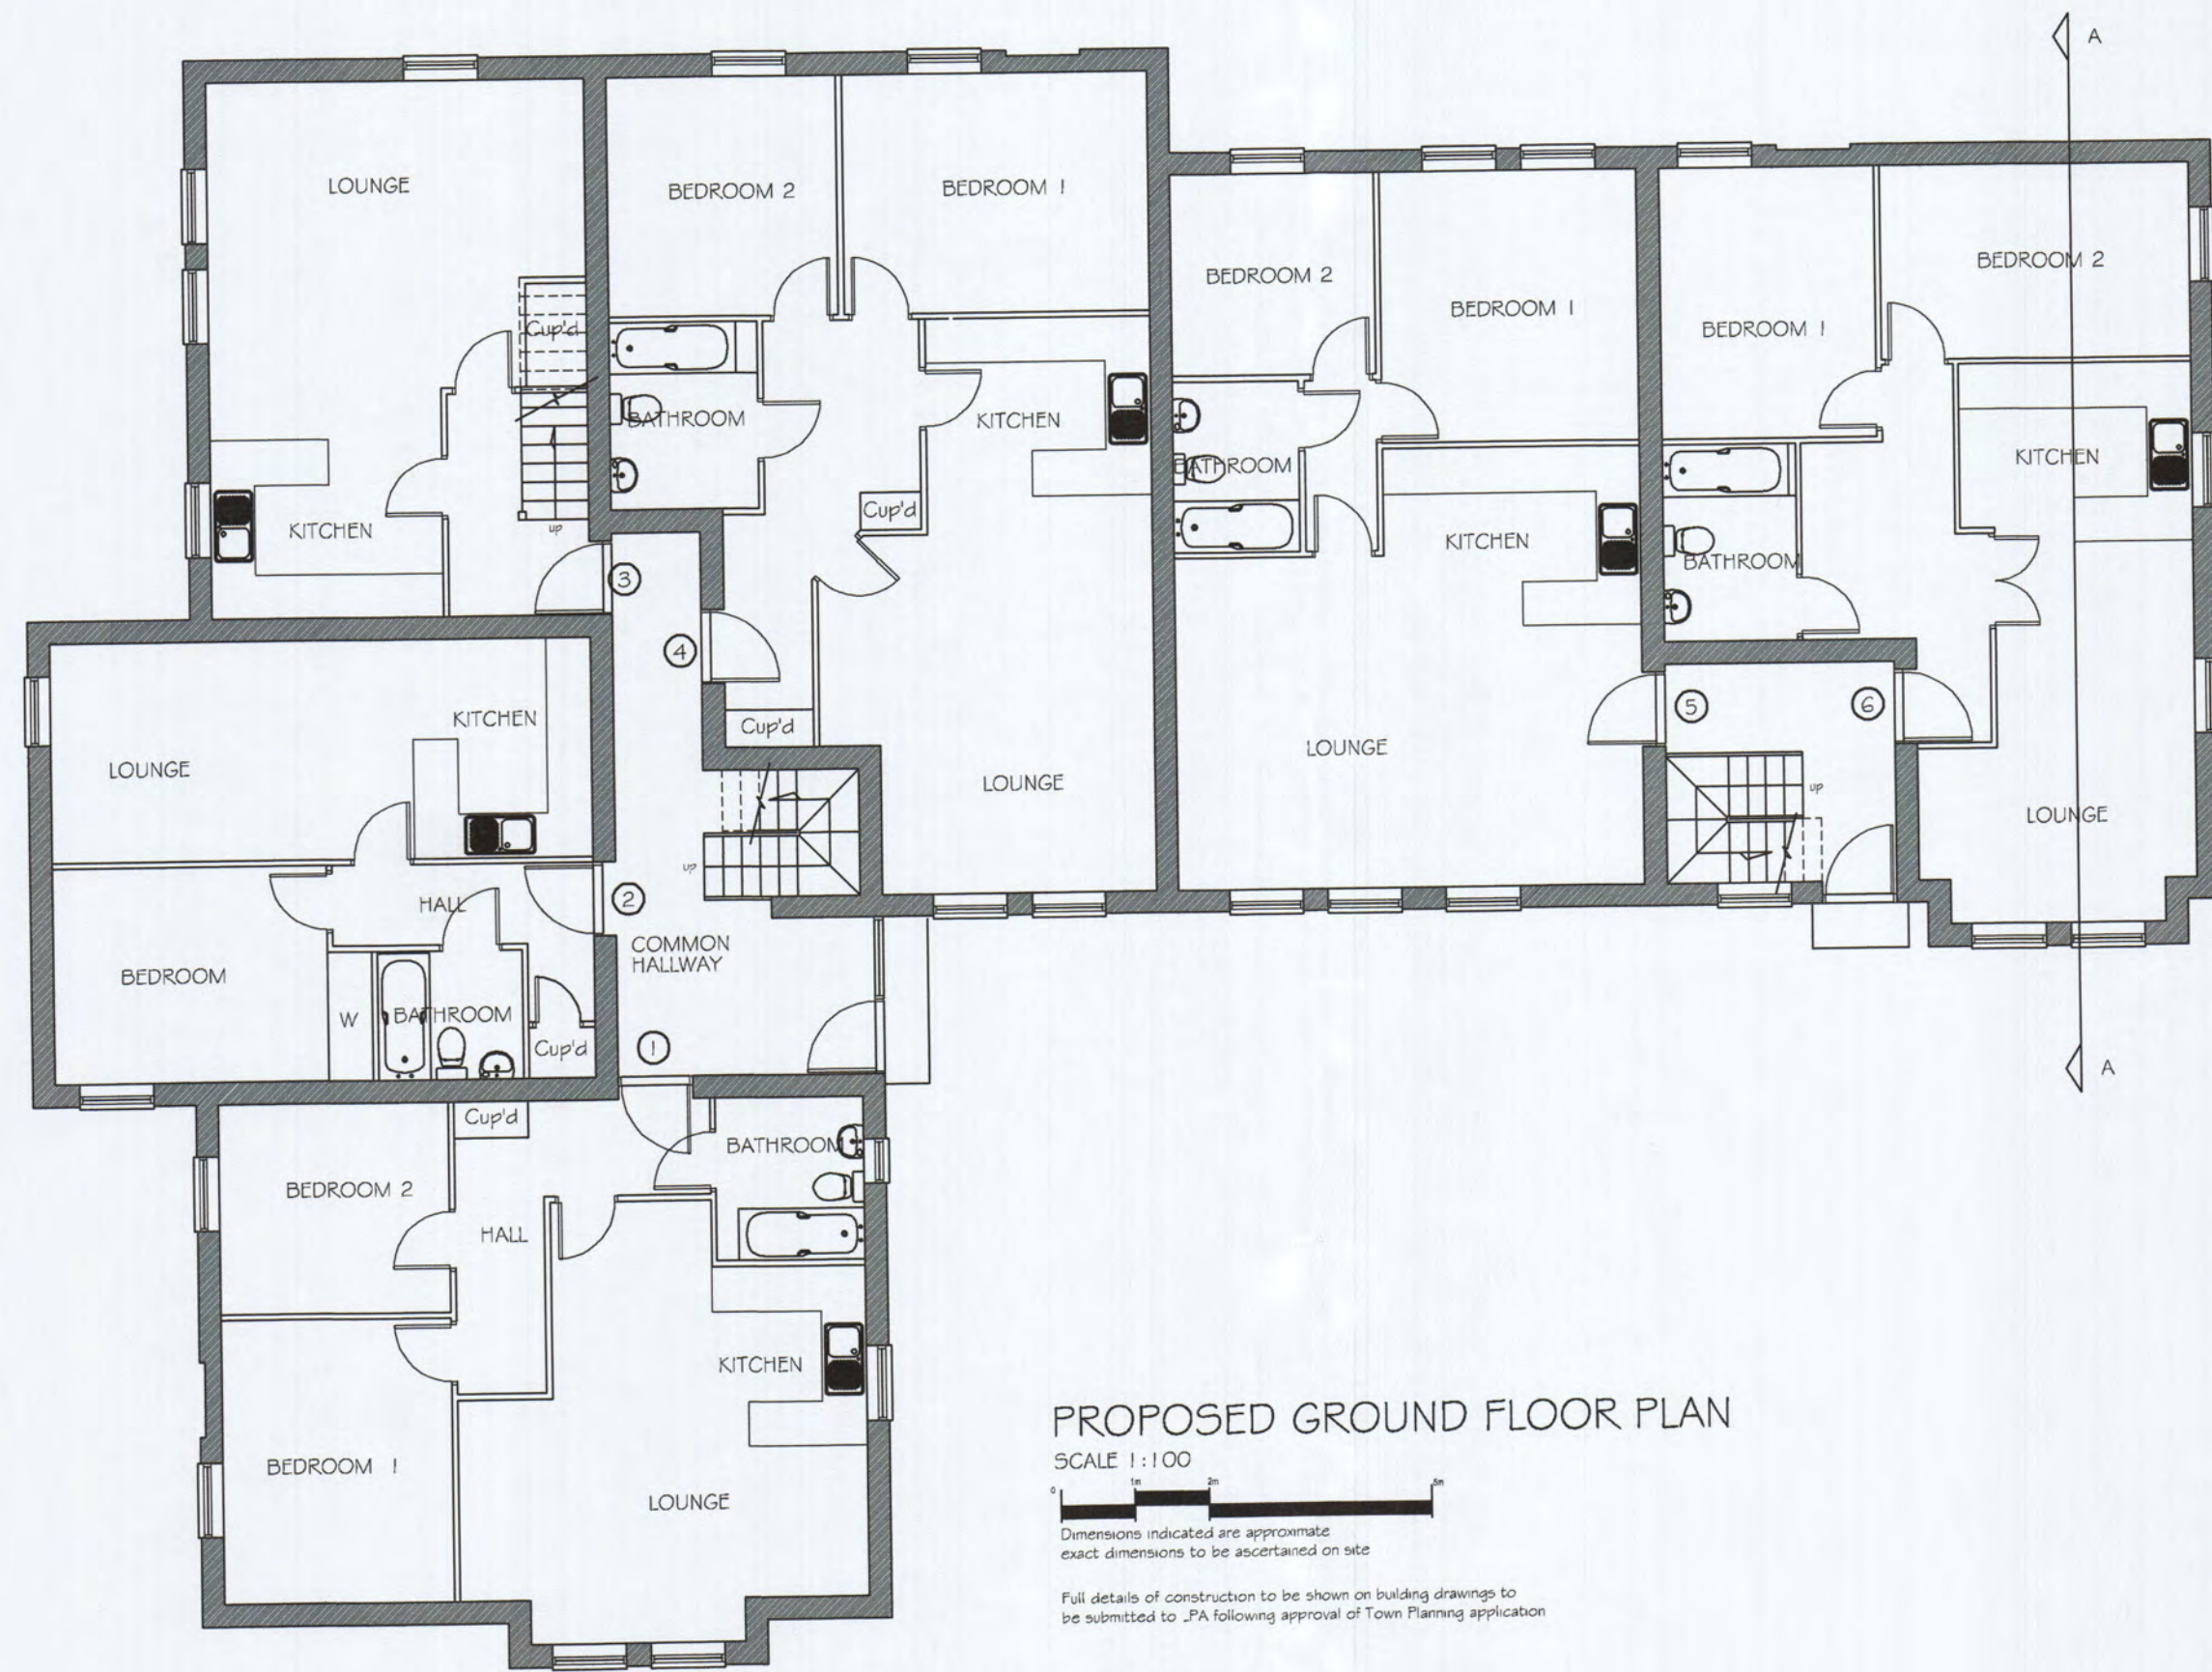 A
LOUNGE
BEDROOM 2
BEDROOM 1
BEDROOM 2
BEDROOM 1
BEDROOM 1
BEDROOM 2
Cup'd
BATHROOM
KITCHEN
Cup'd
KITCHEN
up
BATHROOM
KITCHEN
BATHROOM
KITCHEN
3
4
Cup'd
5
6
KITCHEN
LOUNGE
LOUNGE
LOUNGE
up
LOUNGE
up
HALL
2
COMMON
HALLWAY
BEDROOM
W
BATHROOM
Cup'd
1
A
Cup'd
BATHROOM
BEDROOM 2
HALL
KITCHEN
BEDROOM 1
LOUNGE
PROPOSED GROUND FLOOR PLAN
SCALE 1:100
0 1m 2m 5m
Dimensions indicated are approximate
exact dimensions to be ascertained on site
Full details of construction to be shown on building drawings to
be submitted to LPA following approval of Town Planning application